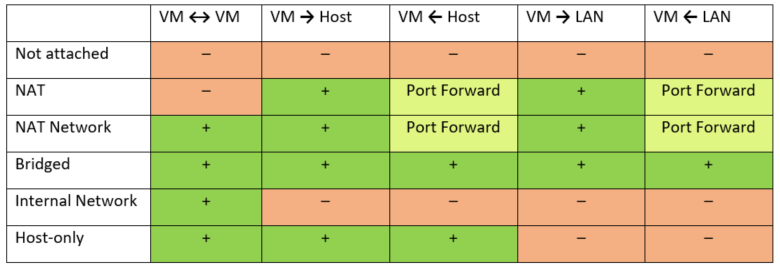 VM ↔ VM VM → Host VM ← Host VM → LAN VM ← LAN
Not attached – – – – –
NAT – + Port Forward + Port Forward
NAT Network + + Port Forward + Port Forward
Bridged + + + + +
Internal Network + – – – –
Host-only + + + – –